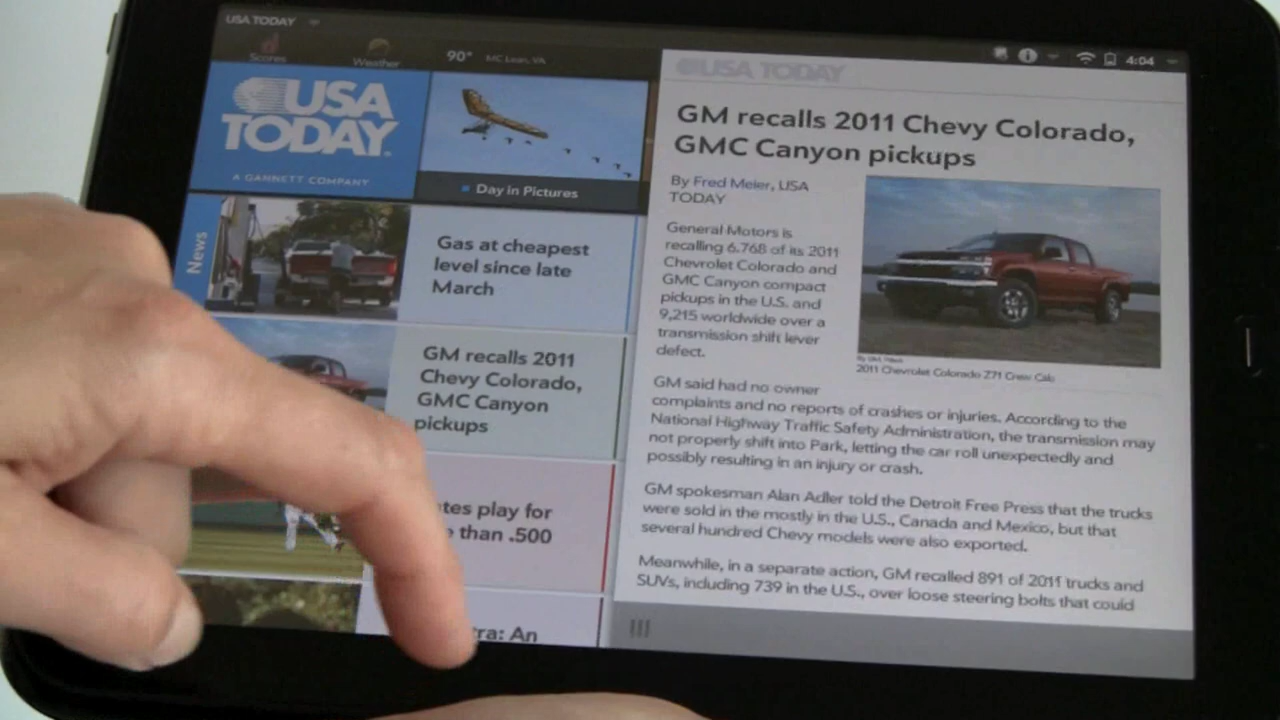 USA TODAY
Scores
Weather
90° MC Lean, VA
4:04
USA
TODAY
A GANNETT COMPANY
Day in Pictures
News
Gas at cheapest
level since late
March
GM recalls 2011
Chevy Colorado,
GMC Canyon
pickups
play for
than .500
An
USA TODAY
GM recalls 2011 Chevy Colorado,
GMC Canyon pickups
By Fred Meier, USA
TODAY
General Motors is
recalling 6,768 of its 2011
Chevrolet Colorado and
GMC Canyon compact
pickups in the U.S. and
9,215 worldwide over a
transmission shift lever
defect.
2011 Chevrolet Colorado Z71 Crew Cab
GM said had no owner
complaints and no reports of crashes or injuries. According to the
National Highway Traffic Safety Administration, the transmission may
not properly shift into Park, letting the car roll unexpectedly and
possibly resulting in an injury or crash.
GM spokesman Alan Adler told the Detroit Free Press that the trucks
were sold in the mostly in the U.S., Canada and Mexico, but that
several hundred Chevy models were also exported.
Meanwhile, in a separate action, GM recalled 891 of 2011 trucks and
SUVs, including 739 in the U.S., over loose steering bolts that could